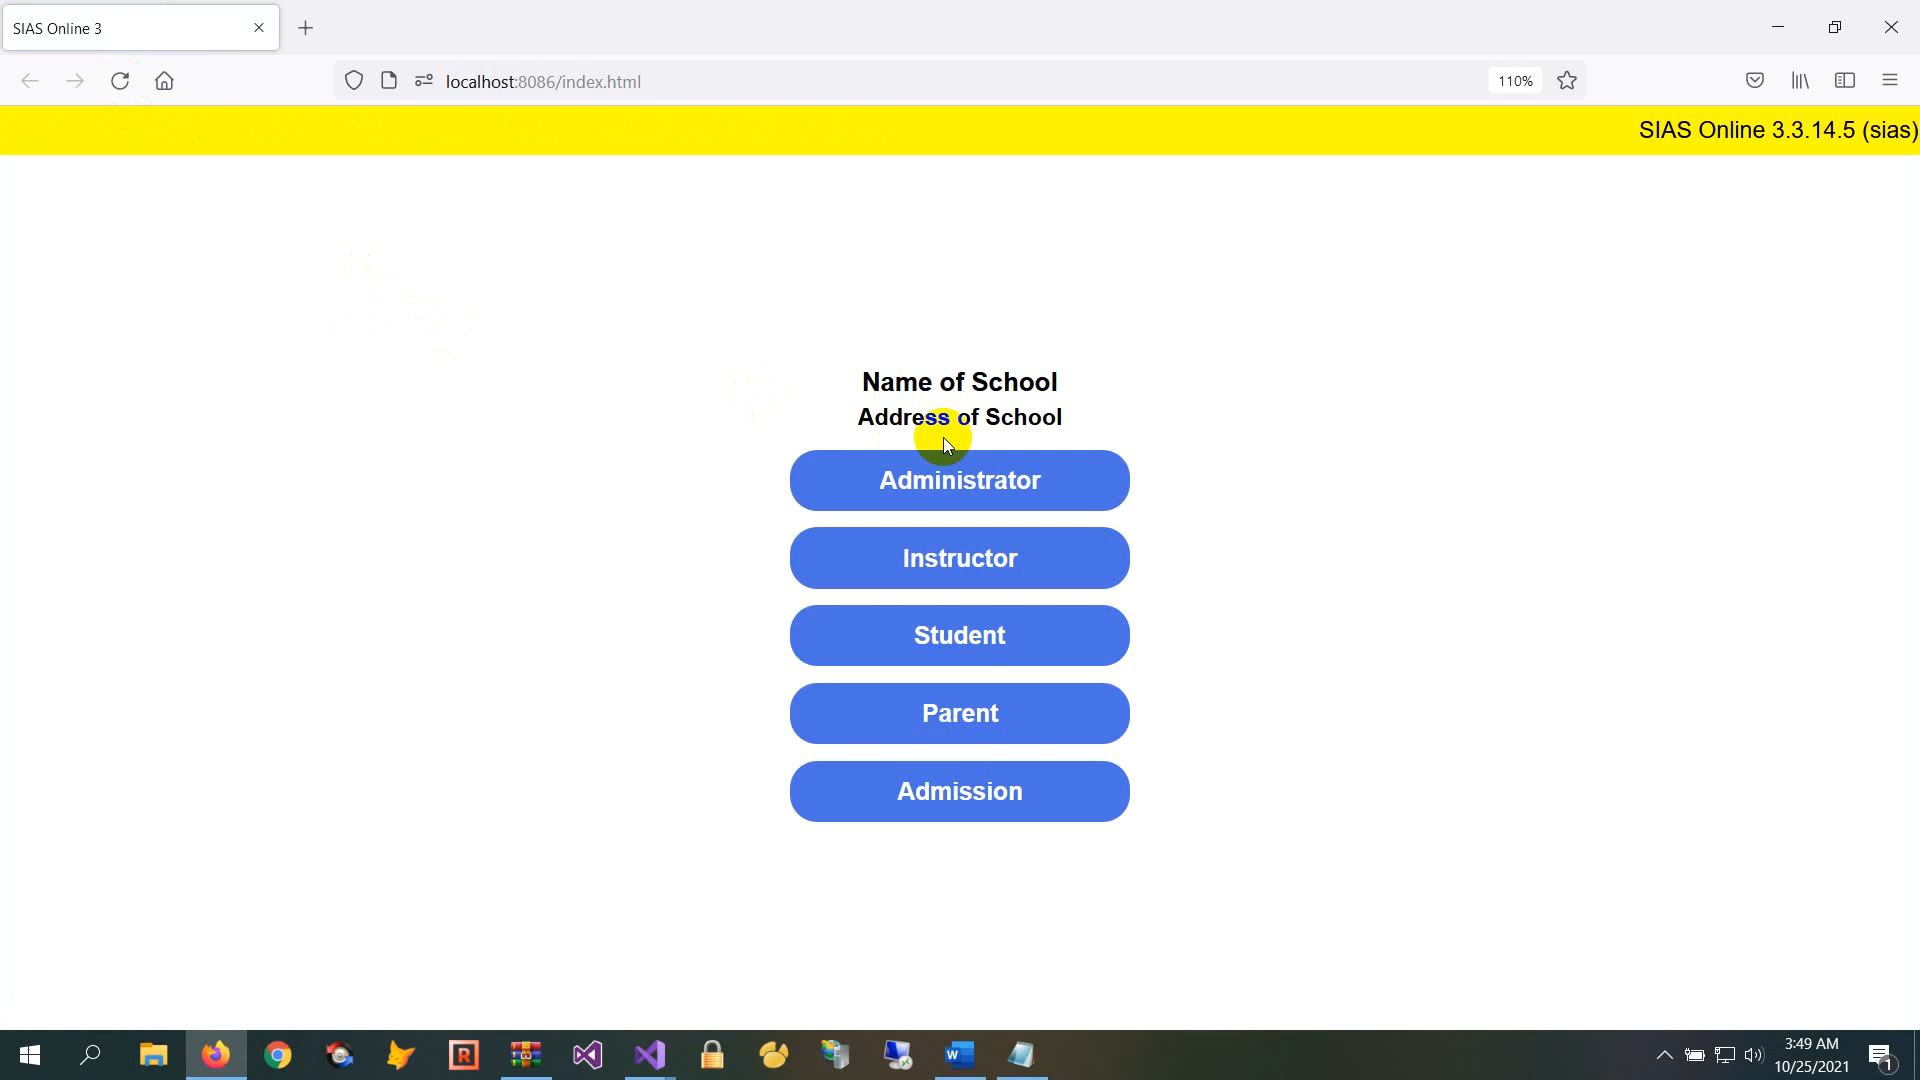 SIAS Online 3
localhost:8086/index.html
110%
SIAS Online 3.3.14.5 (sias)
Name of School
Address of School
Administrator
Instructor
Student
Parent
Admission
3:49 AM
10/25/2021
1